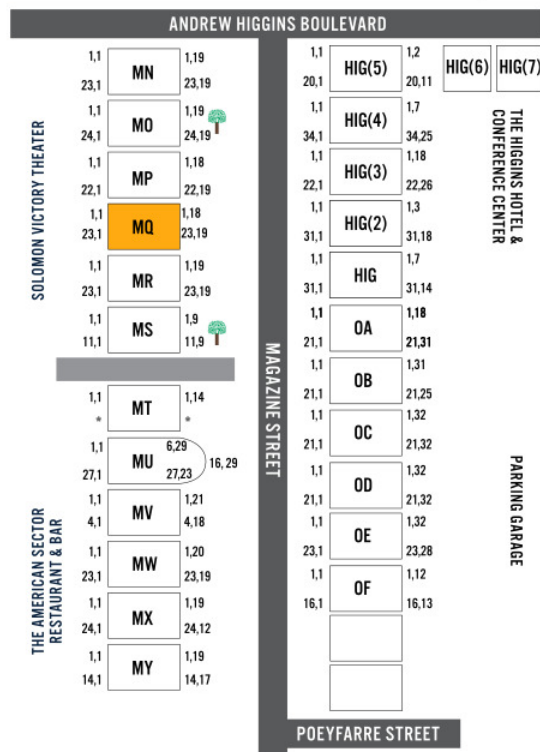 ANDREW HIGGINS BOULEVARD
SOLOMON VICTORY THEATER
1,1 MN 1,19
23,1 23,19
1,1 MO 1,19
24,1 24,19
1,1 MP 1,18
22,1 22,19
1,1 MQ 1,18
23,1 23,19
1,1 MR 1,19
23,1 23,19
1,1 MS 1,9
11,1 11,9
THE AMERICAN SECTOR
RESTAURANT & BAR
1,1 MT 1,14
* *
1,1 MU 6,29
16,29
27,1 27,23
1,1 MV 1,21
4,1 4,18
1,1 MW 1,20
23,1 23,19
1,1 MX 1,19
24,1 24,12
1,1 MY 1,19
14,1 14,17
MAGAZINE STREET
1,1 HIG(5) 1,2
20,1 20,11
HIG(6) HIG(7)
1,1 HIG(4) 1,7
34,1 34,25
1,1 HIG(3) 1,18
22,1 22,26
1,1 HIG(2) 1,3
31,1 31,18
1,1 HIG 1,7
31,1 31,14
1,1 OA 1,18
21,1 21,31
1,1 OB 1,31
21,1 21,25
1,1 OC 1,32
21,1 21,32
1,1 OD 1,32
21,1 21,32
1,1 OE 1,32
23,1 23,28
1,1 OF 1,12
16,1 16,13
THE HIGGINS HOTEL &
CONFERENCE CENTER
PARKING GARAGE
POEYFARRE STREET